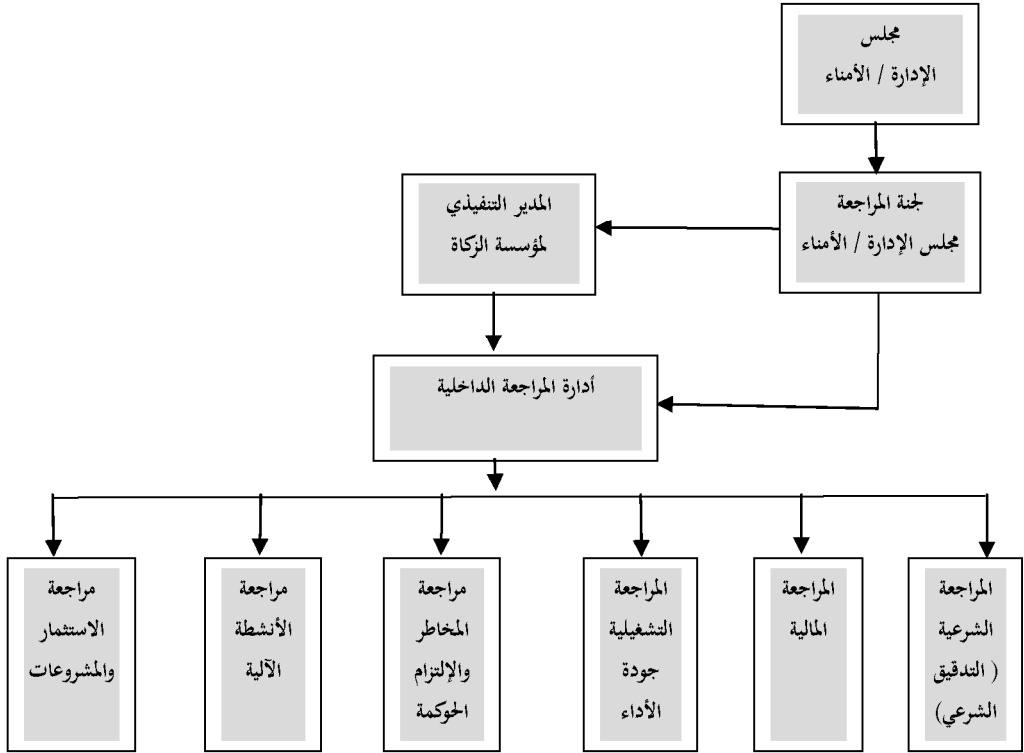 مجلس
الإدارة / الأمناء
لجنة المراجعة
مجلس الإدارة / الأمناء
المدير التنفيذي
لمؤسسة الزكاة
أدارة المراجعة الداخلية
المراجعة
الشرعية
( التدقيق
الشرعي)
المراجعة
المالية
المراجعة
التشغيلية
جودة
الأداء
مراجعة
المخاطر
والإلتزام
الحوكمة
مراجعة
الأنشطة
الآلية
مراجعة
الاستثمار
والمشروعات